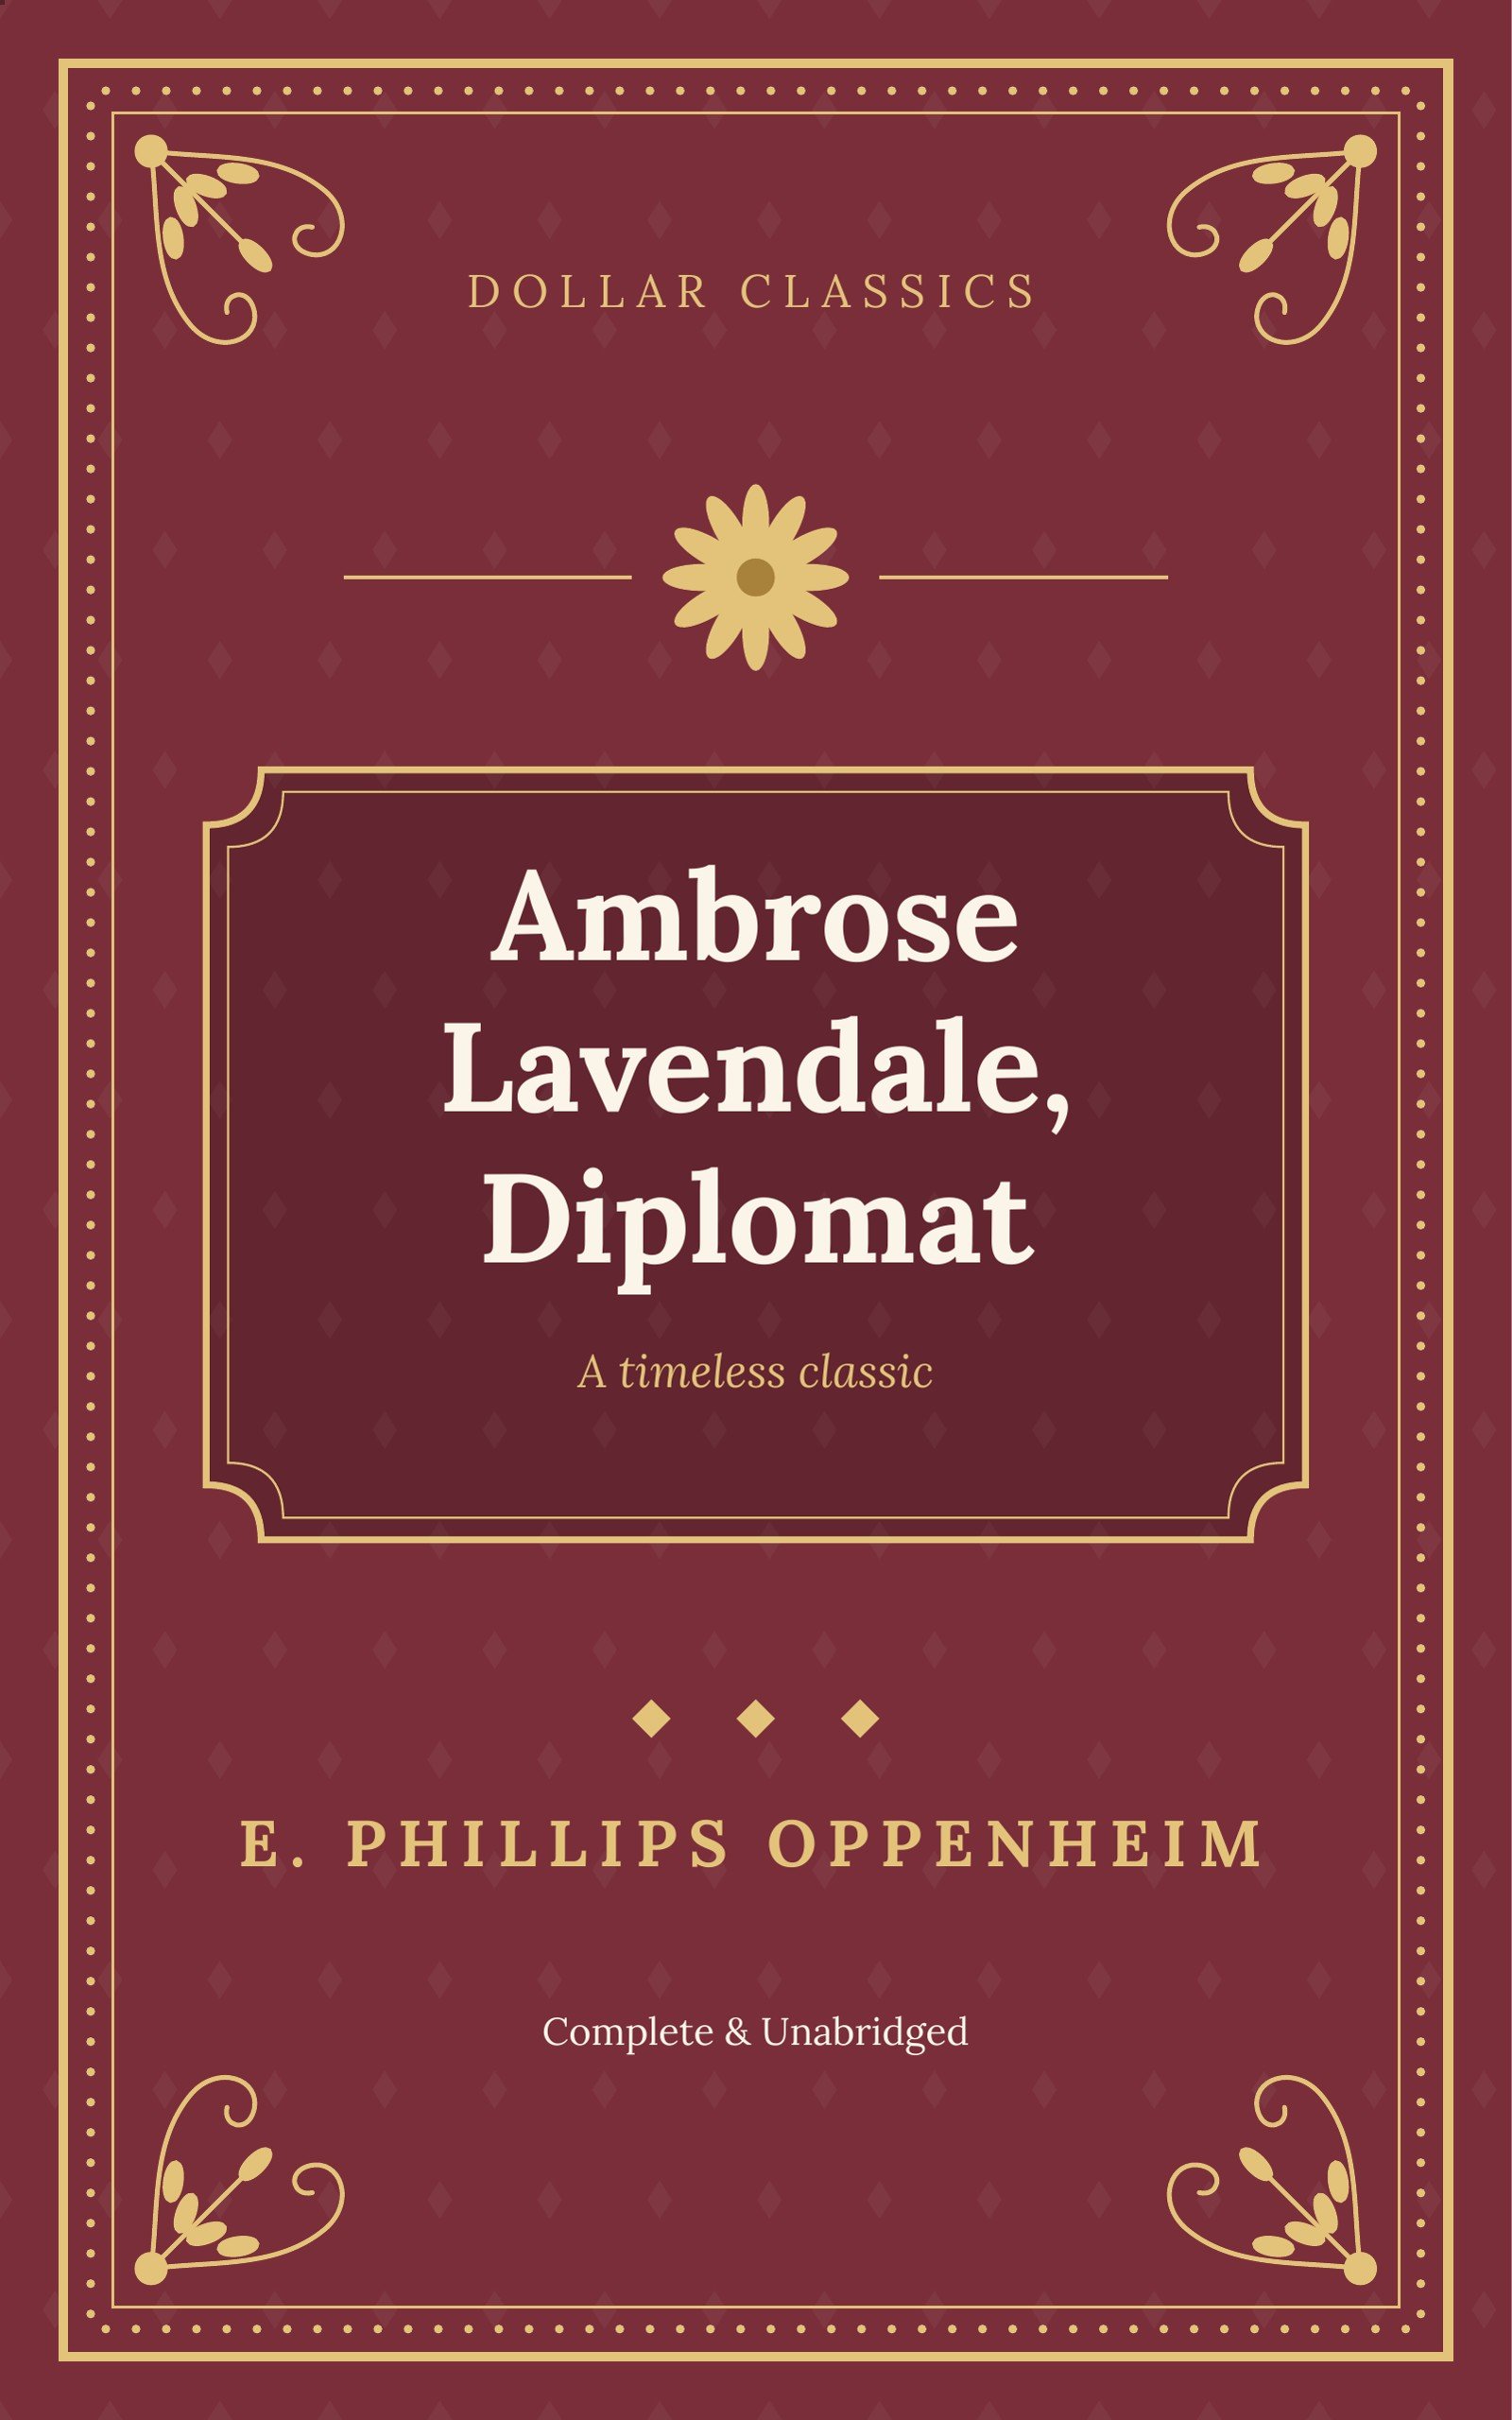 DOLLAR CLASSICS
Ambrose
Lavendale,
Diplomat
A timeless classic
E. PHILLIPS OPPENHEIM
Complete & Unabridged